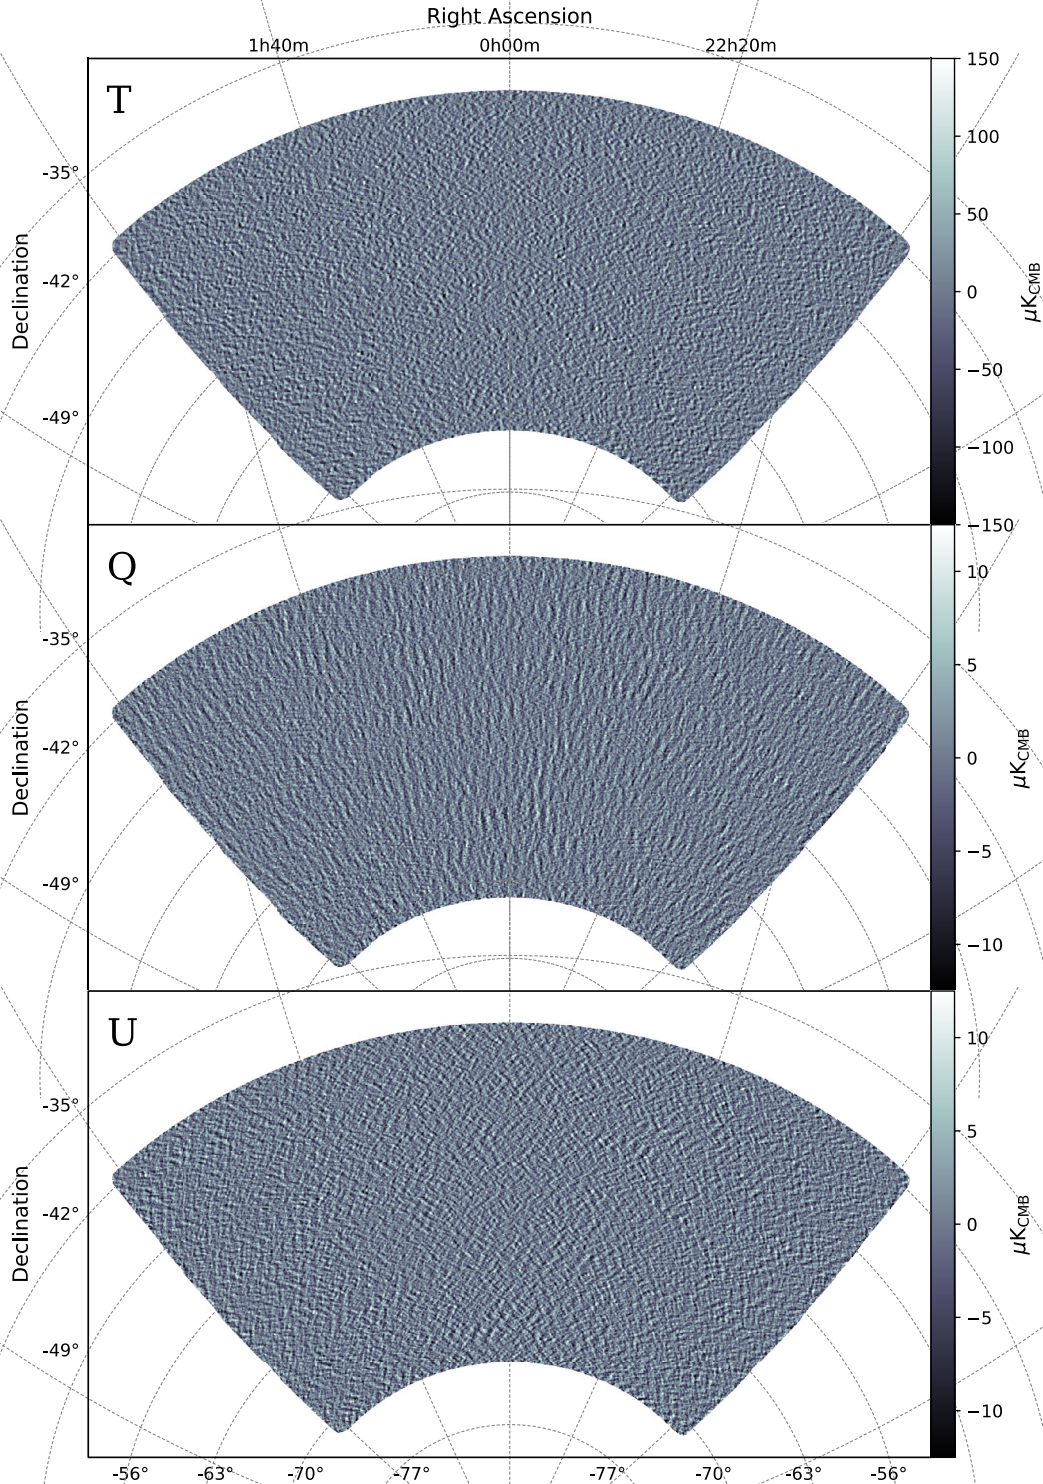 Right Ascension
1h40m 0h00m 22h20m
T
150
100
50
0
−50
−100
−150
μK_CMB
-35°
-42°
-49°
Declination
Q
10
5
0
−5
−10
μK_CMB
-35°
-42°
-49°
Declination
U
10
5
0
−5
−10
μK_CMB
-35°
-42°
-49°
Declination
-56° -63° -70° -77° -77° -70° -63° -56°